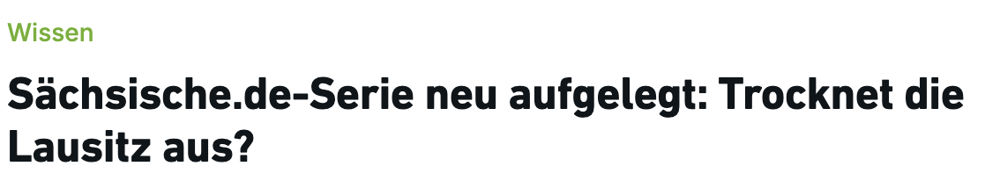 Wissen
Sächsische.de-Serie neu aufgelegt: Trocknet die
Lausitz aus?